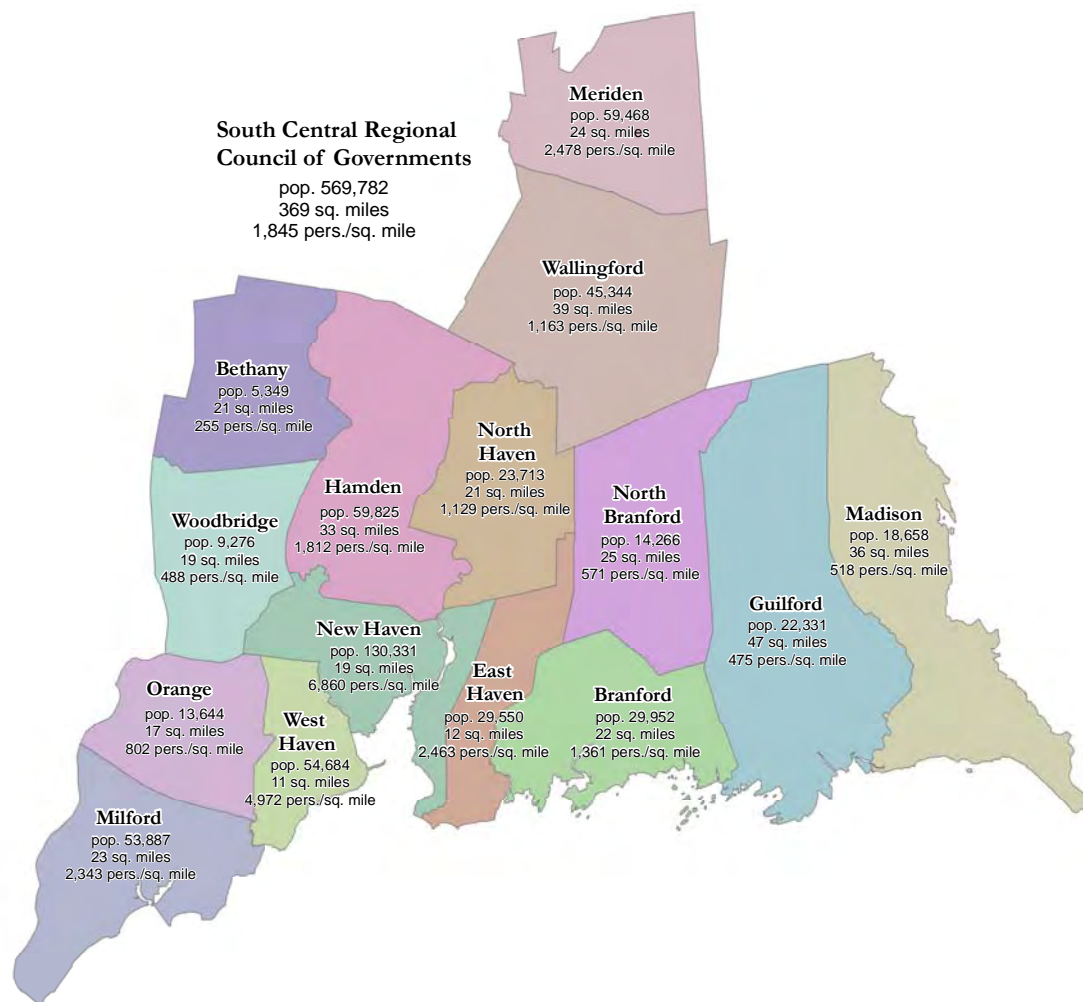 South Central Regional
Council of Governments
pop. 569,782
369 sq. miles
1,845 pers./sq. mile
Meriden
pop. 59,468
24 sq. miles
2,478 pers./sq. mile
Wallingford
pop. 45,344
39 sq. miles
1,163 pers./sq. mile
Bethany
pop. 5,349
21 sq. miles
255 pers./sq. mile
Hamden
pop. 59,825
33 sq. miles
1,812 pers./sq. mile
North
Haven
pop. 23,713
21 sq. miles
1,129 pers./sq. mile
North
Branford
pop. 14,266
25 sq. miles
571 pers./sq. mile
Madison
pop. 18,658
36 sq. miles
518 pers./sq. mile
Woodbridge
pop. 9,276
19 sq. miles
488 pers./sq. mile
Guilford
pop. 22,331
47 sq. miles
475 pers./sq. mile
New Haven
pop. 130,331
19 sq. miles
6,860 pers./sq. mile
Orange
pop. 13,644
17 sq. miles
802 pers./sq. mile
West
Haven
pop. 54,684
11 sq. miles
4,972 pers./sq. mile
East
Haven
pop. 29,550
12 sq. miles
2,463 pers./sq. mile
Branford
pop. 29,952
22 sq. miles
1,361 pers./sq. mile
Milford
pop. 53,887
23 sq. miles
2,343 pers./sq. mile